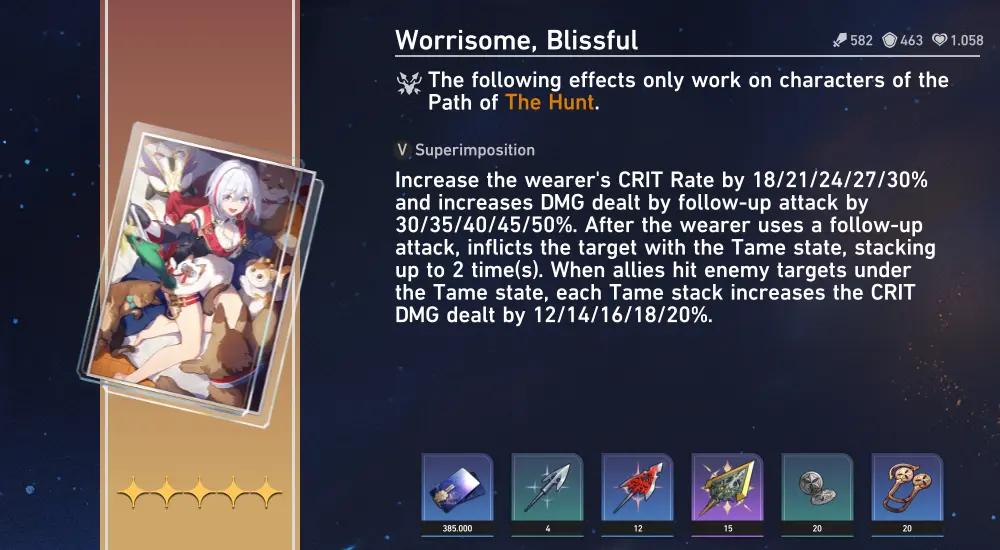 Worrisome, Blissful
582 463 1.058
The following effects only work on characters of the
Path of The Hunt.
V Superimposition
Increase the wearer's CRIT Rate by 18/21/24/27/30%
and increases DMG dealt by follow-up attack by
30/35/40/45/50%. After the wearer uses a follow-up
attack, inflicts the target with the Tame state, stacking
up to 2 time(s). When allies hit enemy targets under
the Tame state, each Tame stack increases the CRIT
DMG dealt by 12/14/16/18/20%.
385.000 4 12 15 20 20